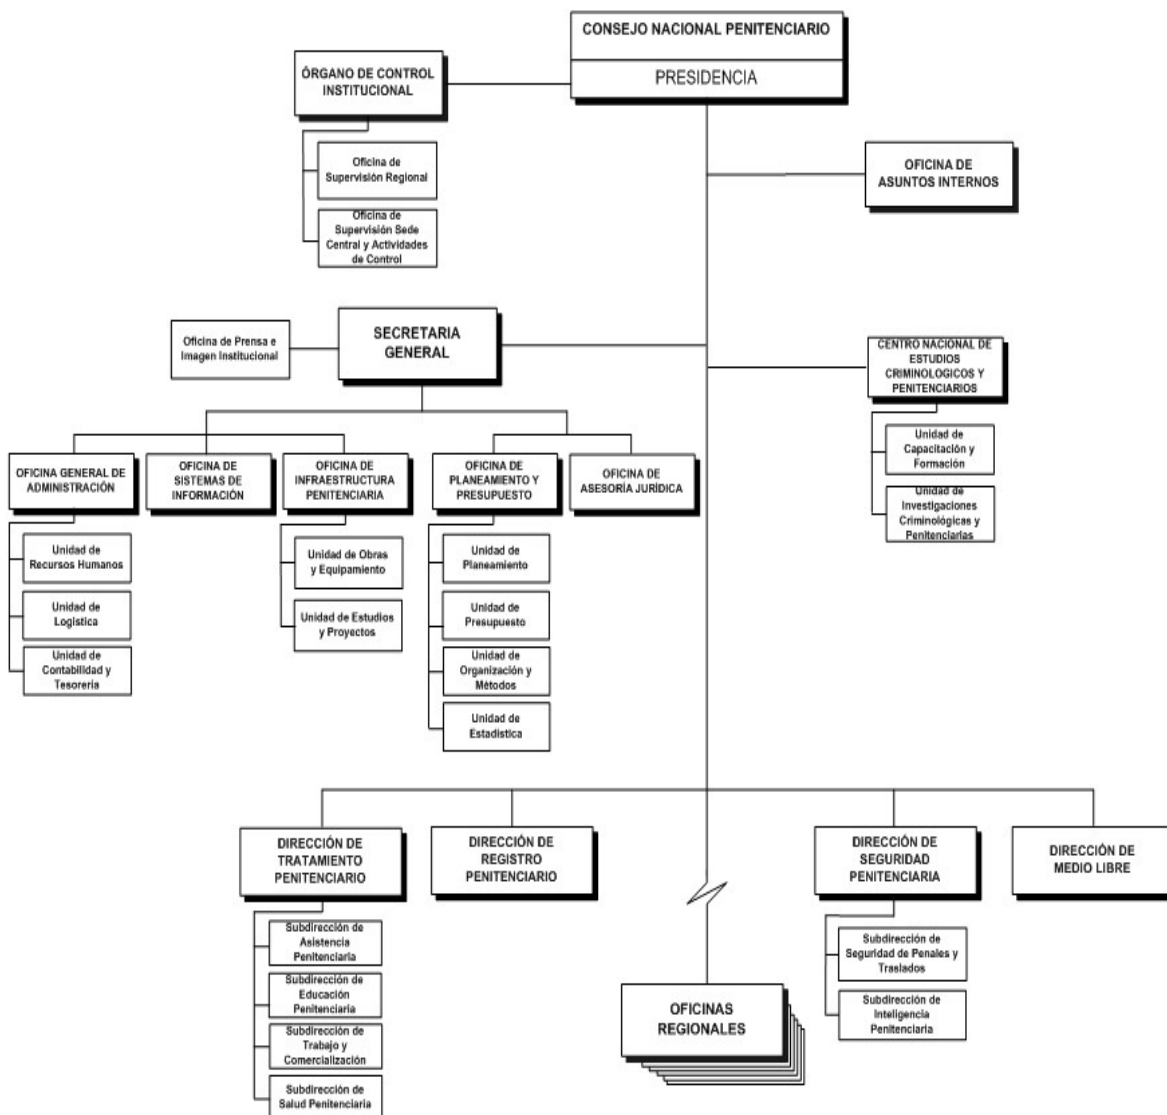 CONSEJO NACIONAL PENITENCIARIO
PRESIDENCIA
ÓRGANO DE CONTROL
INSTITUCIONAL
Oficina de
Supervisión Regional
Oficina de
Supervisión Sede
Central y Actividades
de Control
OFICINA DE
ASUNTOS INTERNOS
Oficina de Prensa e
Imagen Institucional
SECRETARIA
GENERAL
CENTRO NACIONAL DE
ESTUDIOS
CRIMINOLOGICOS Y
PENITENCIARIOS
Unidad de
Capacitación y
Formación
Unidad de
Investigaciones
Criminológicas y
Penitenciarias
OFICINA GENERAL DE
ADMINISTRACIÓN
Unidad de
Recursos Humanos
Unidad de
Logística
Unidad de
Contabilidad y
Tesorería
OFICINA DE
SISTEMAS DE
INFORMACIÓN
OFICINA DE
INFRAESTRUCTURA
PENITENCIARIA
Unidad de Obras
y Equipamiento
Unidad de Estudios
y Proyectos
OFICINA DE
PLANEAMIENTO Y
PRESUPUESTO
Unidad de
Planeamiento
Unidad de
Presupuesto
Unidad de
Organización y
Métodos
Unidad de
Estadística
OFICINA DE
ASESORÍA JURÍDICA
DIRECCIÓN DE
TRATAMIENTO
PENITENCIARIO
Subdirección de
Asistencia
Penitenciaria
Subdirección de
Educación
Penitenciaria
Subdirección de
Trabajo y
Comercialización
Subdirección de
Salud Penitenciaria
DIRECCIÓN DE
REGISTRO
PENITENCIARIO
OFICINAS
REGIONALES
DIRECCIÓN DE
SEGURIDAD
PENITENCIARIA
Subdirección de
Seguridad de Penales y
Traslados
Subdirección de
Inteligencia
Penitenciaria
DIRECCIÓN DE
MEDIO LIBRE